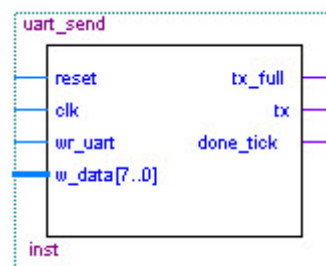 uart_send
reset tx_full
clk tx
wr_uart done_tick
w_data[7..0]
inst